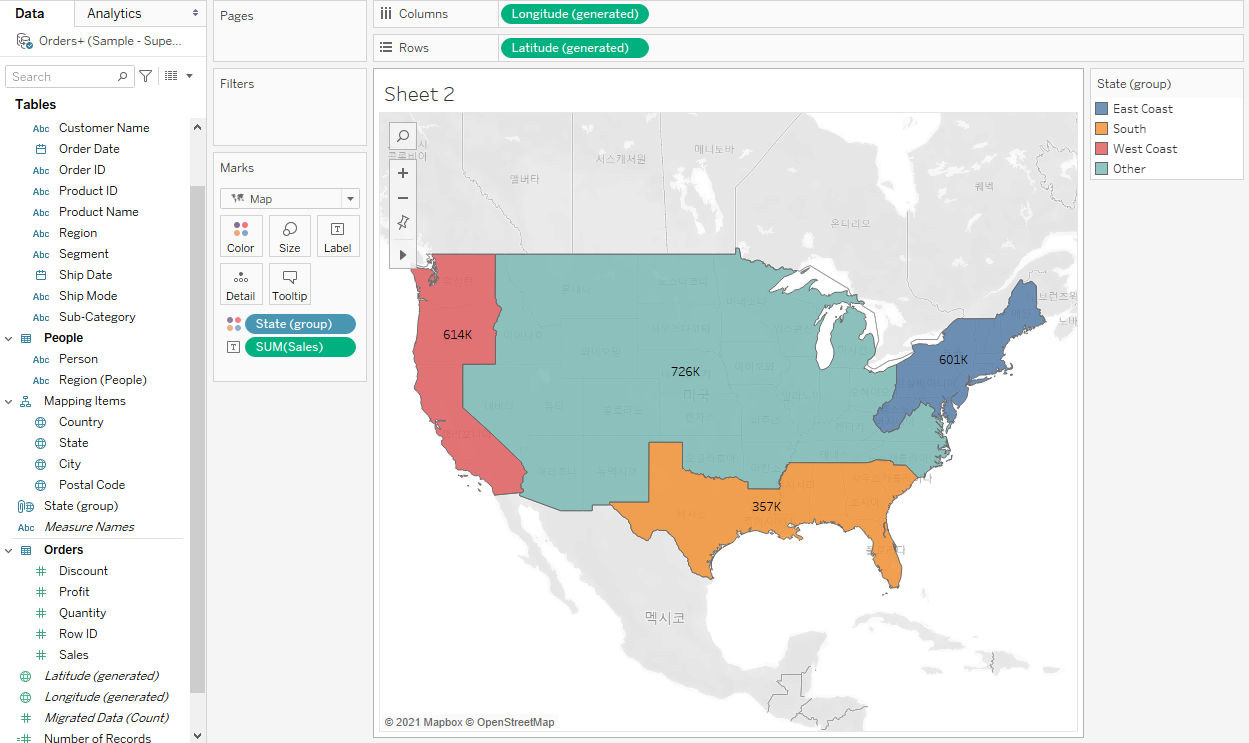 Data
Analytics
Orders+ (Sample - Supe...
Search
Tables
Abc Customer Name
Order Date
Abc Order ID
Abc Product ID
Abc Product Name
Abc Region
Abc Segment
Ship Date
Abc Ship Mode
Abc Sub-Category
People
Abc Person
Abc Region (People)
Mapping Items
Country
State
City
Postal Code
State (group)
Abc Measure Names
Orders
# Discount
# Profit
# Quantity
# Row ID
# Sales
Latitude (generated)
Longitude (generated)
# Migrated Data (Count)
=# Number of Records
Pages
Filters
Marks
Map
Color
Size
T
Label
Detail
Tooltip
State (group)
T SUM(Sales)
Columns
Longitude (generated)
Rows
Latitude (generated)
Sheet 2
서스캐처원
매니토바
앨버타
퀘벡
온타리오
614K
726K
601K
357K
미국
멕시코
© 2021 Mapbox © OpenStreetMap
State (group)
East Coast
South
West Coast
Other